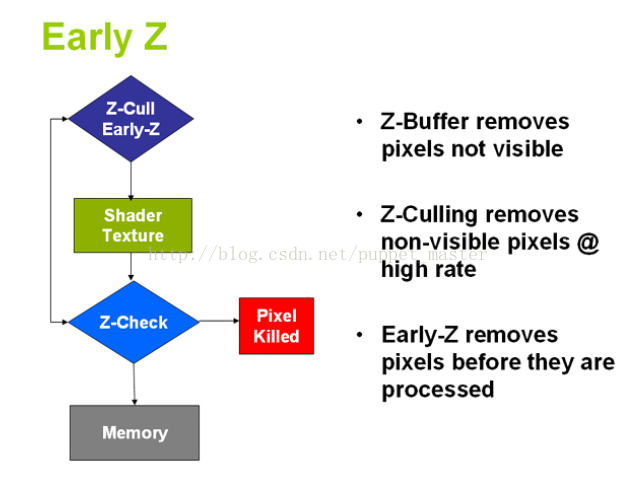 Early Z
Z-Cull
Early-Z
Shader
Texture
Z-Check
Pixel
Killed
Memory
• Z-Buffer removes
pixels not visible
• Z-Culling removes
non-visible pixels @
high rate
• Early-Z removes
pixels before they are
processed
http://blog.csdn.net/puppet_master